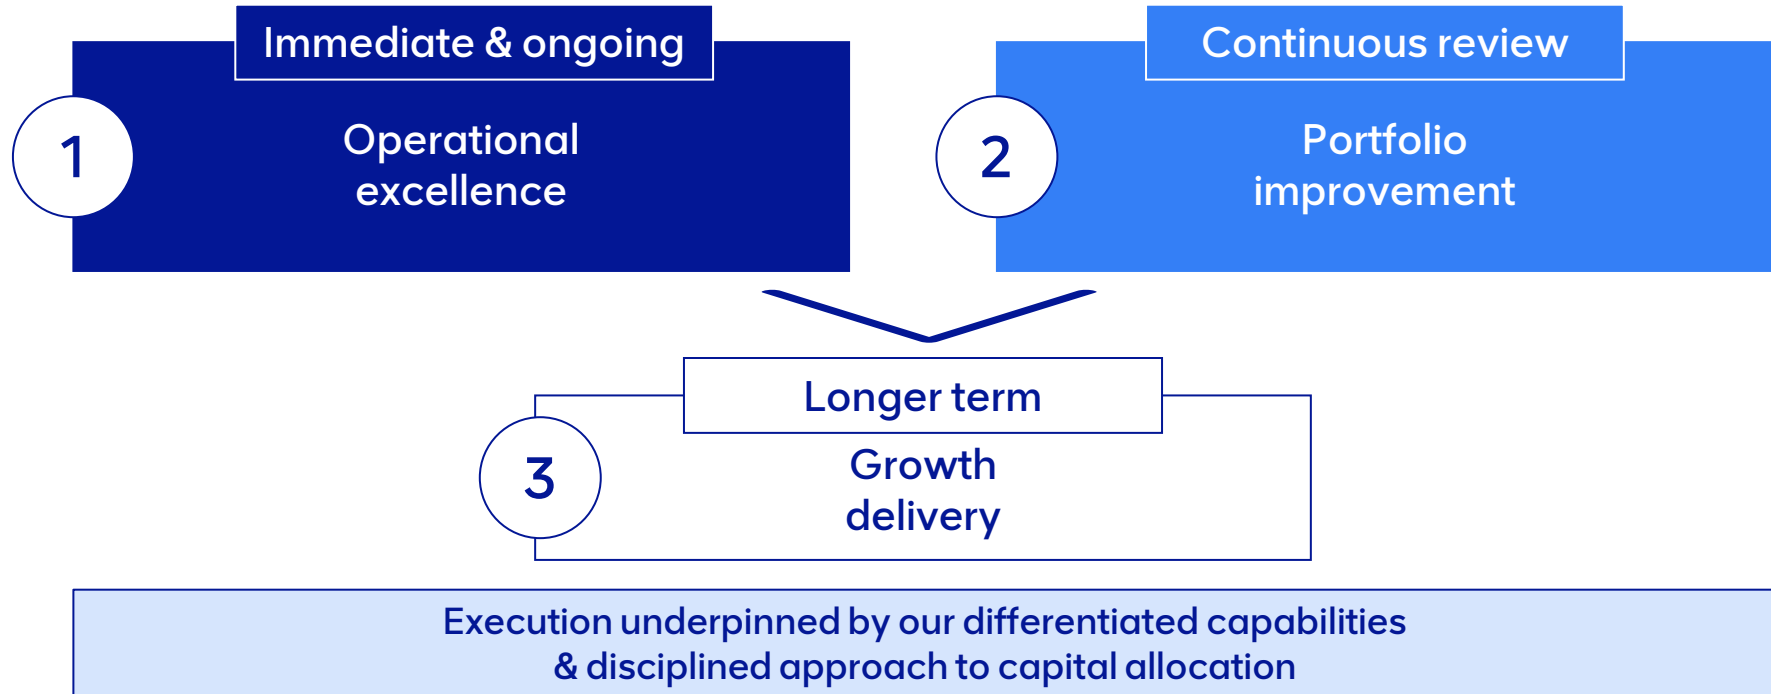 Immediate & ongoing
1
Operational
excellence
Continuous review
2
Portfolio
improvement
Longer term
3
Growth
delivery
Execution underpinned by our differentiated capabilities
& disciplined approach to capital allocation